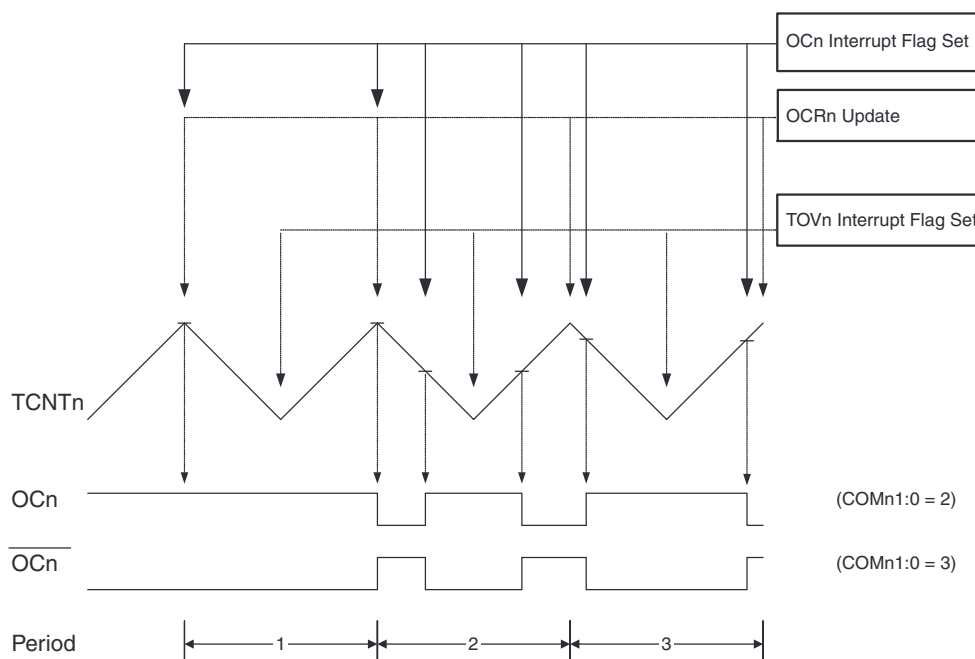 OCn Interrupt Flag Set
OCRn Update
TOVn Interrupt Flag Set
TCNTn
OCn (COMn1:0 = 2)
OCn (COMn1:0 = 3)
Period 1 2 3